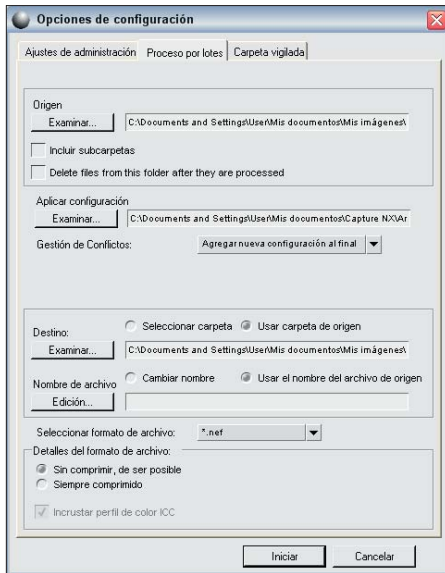 Opciones de configuración
Ajustes de administración Proceso por lotes Carpeta vigilada
Origen
Examinar... C:\Documents and Settings\User\Mis documentos\Mis imágenes\
Incluir subcarpetas
Delete files from this folder after they are processed
Aplicar configuración
Examinar... C:\Documents and Settings\User\Mis documentos\Capture NX\Ar
Gestión de Conflictos: Agregar nueva configuración al final
Destino: Seleccionar carpeta Usar carpeta de origen
Examinar... C:\Documents and Settings\User\Mis documentos\Mis imágenes\
Nombre de archivo Cambiar nombre Usar el nombre del archivo de origen
Edición...
Seleccionar formato de archivo: *.nef
Detalles del formato de archivo:
Sin comprimir, de ser posible
Siempre comprimido
Incrustar perfil de color ICC
Iniciar Cancelar